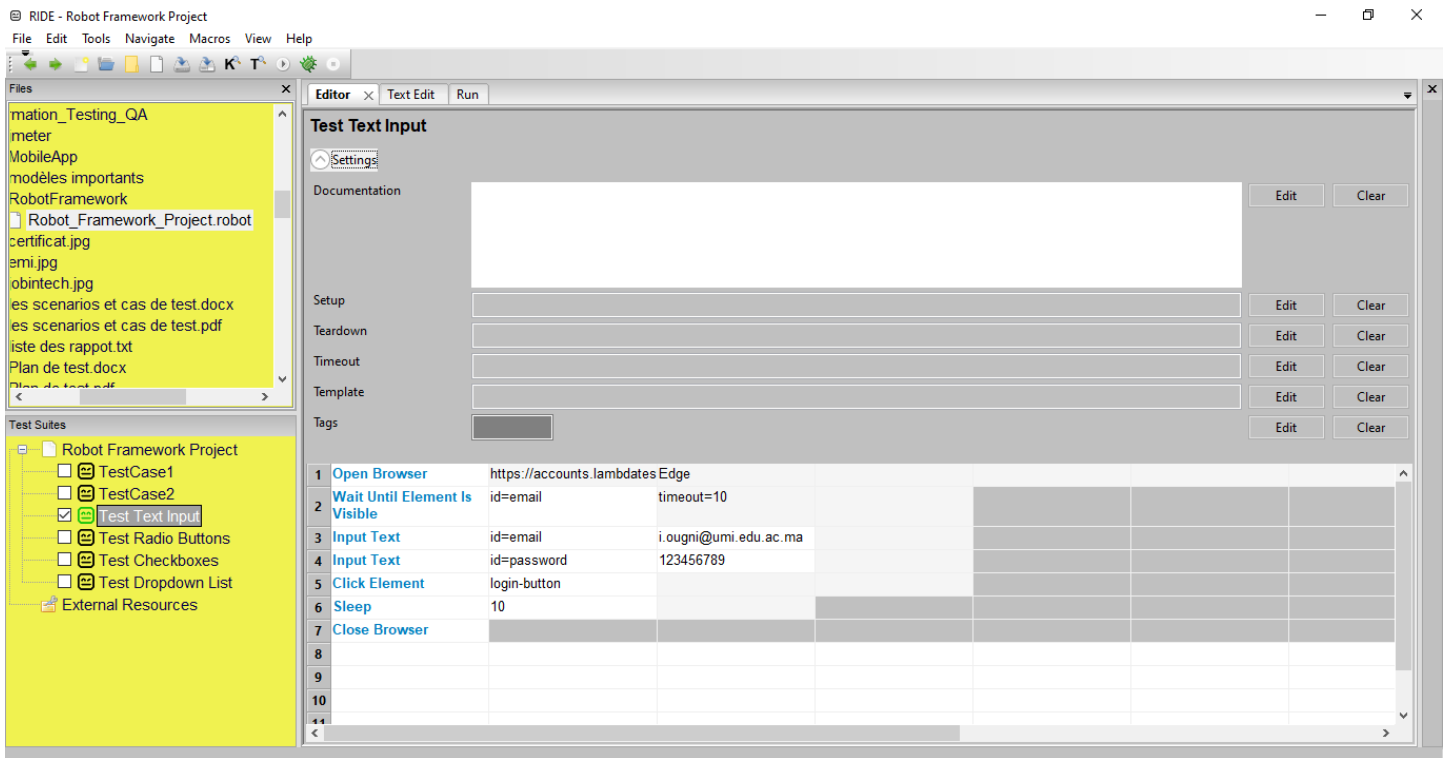 RIDE - Robot Framework Project
File Edit Tools Navigate Macros View Help
Files
Editor Text Edit Run
mation_Testing_QA
meter
MobileApp
modèles importants
RobotFramework
Robot_Framework_Project.robot
certificat.jpg
emi.jpg
obintech.jpg
es scenarios et cas de test.docx
es scenarios et cas de test.pdf
iste des rappot.txt
Plan de test.docx
Plan de test.pdf
Test Suites
Robot Framework Project
TestCase1
TestCase2
Test Text Input
Test Radio Buttons
Test Checkboxes
Test Dropdown List
External Resources
Test Text Input
Settings
Documentation Edit Clear
Setup Edit Clear
Teardown Edit Clear
Timeout Edit Clear
Template Edit Clear
Tags Edit Clear
1 Open Browser https://accounts.lambdates Edge
2 Wait Until Element Is id=email timeout=10
Visible
3 Input Text id=email i.ougni@umi.edu.ac.ma
4 Input Text id=password 123456789
5 Click Element login-button
6 Sleep 10
7 Close Browser
8
9
10
11